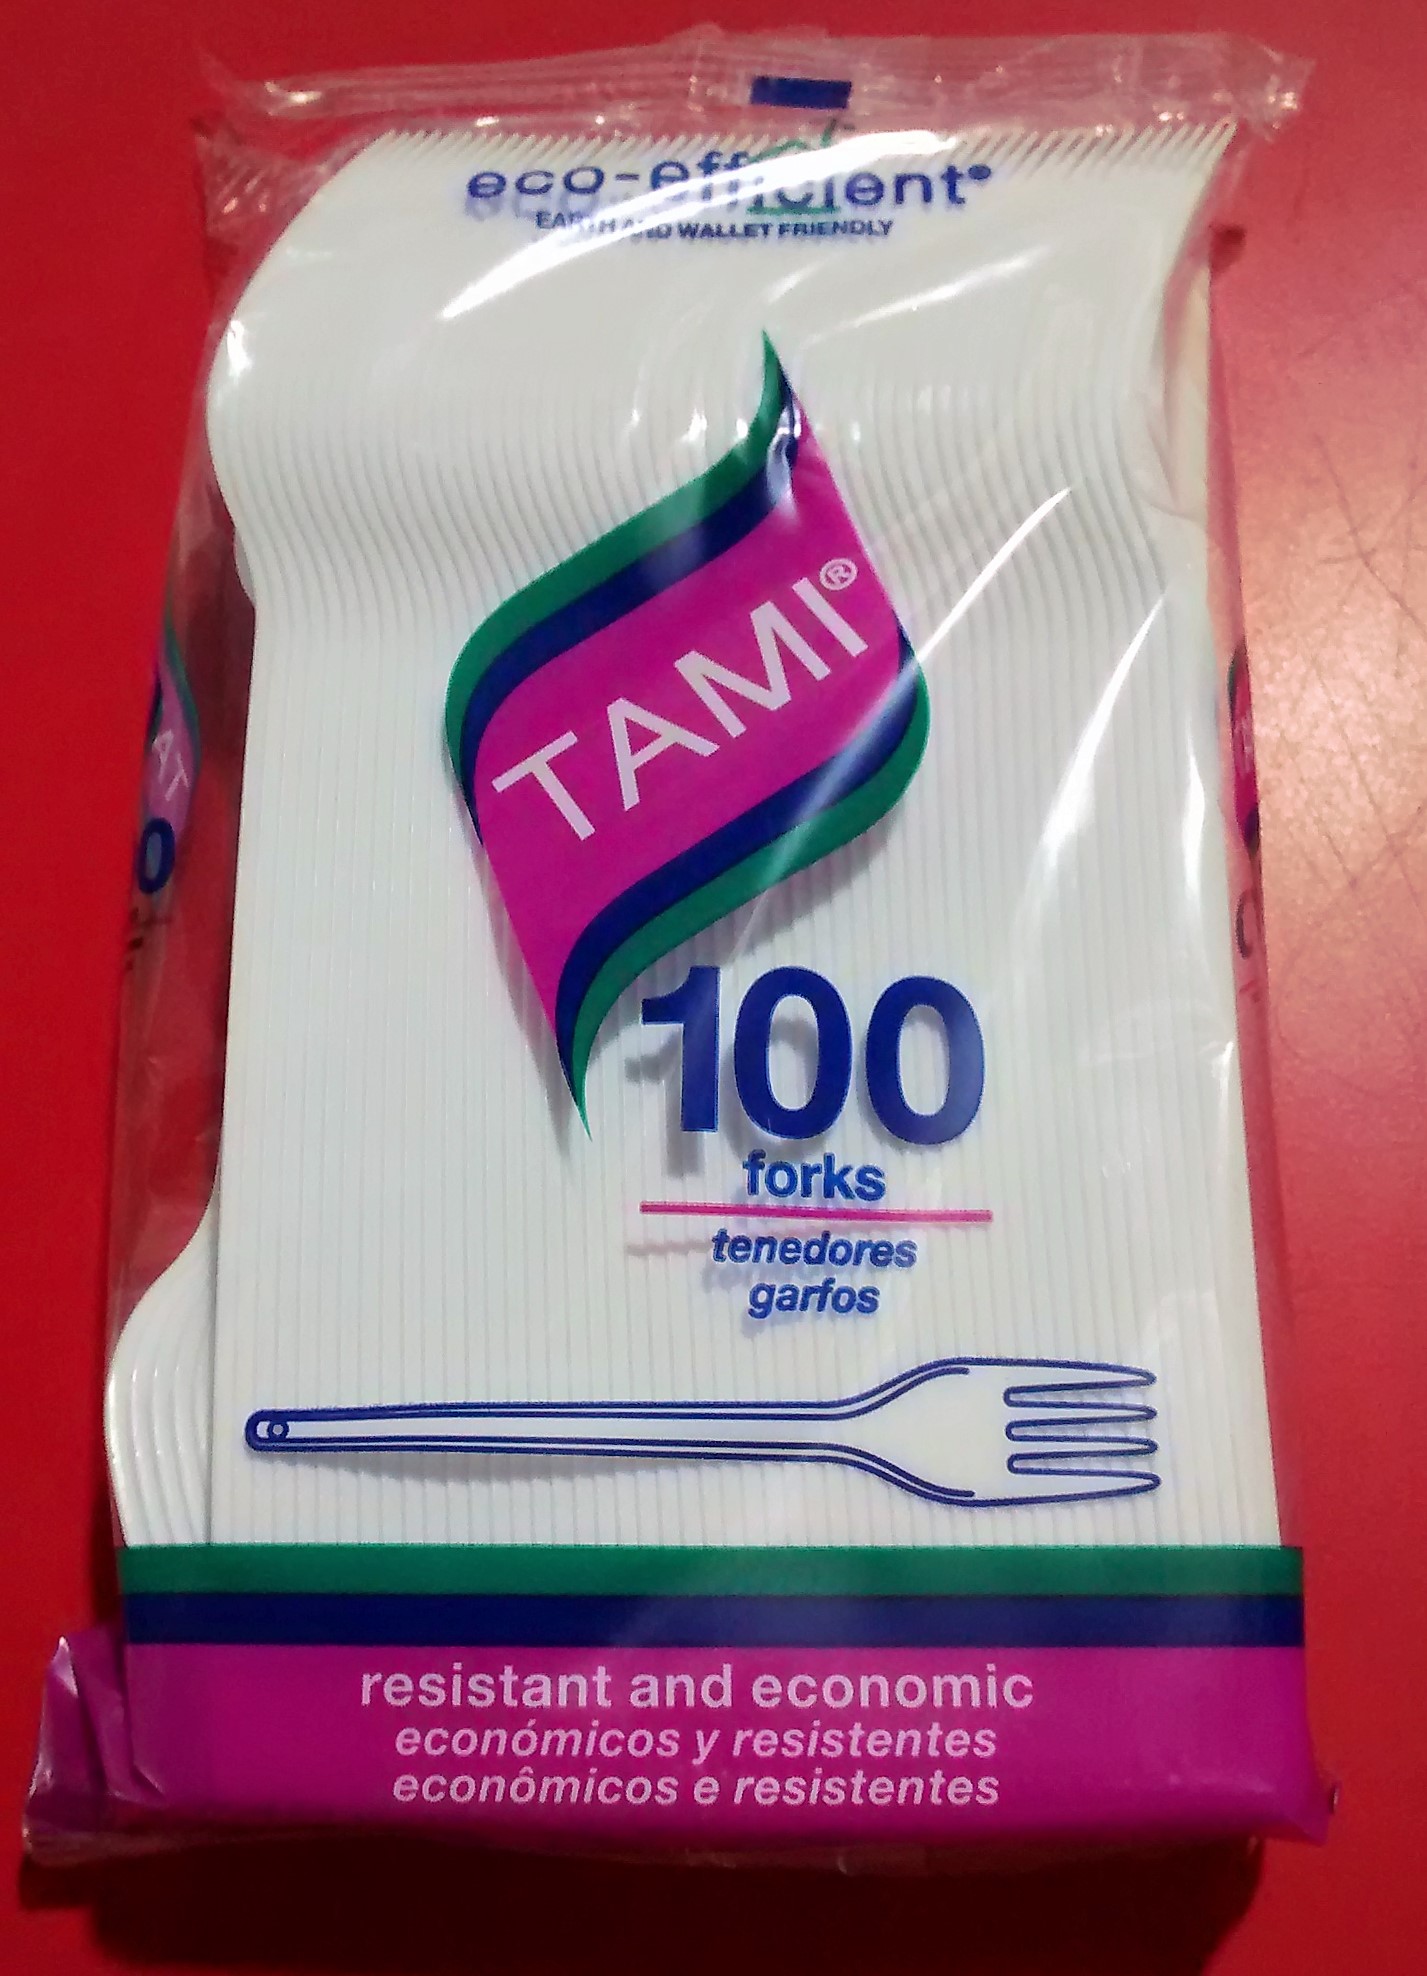 eco-efficient®
EARTH AND WALLET FRIENDLY
TAMI®
100
forks
tenedores
garfos
resistant and economic
económicos y resistentes
econômicos e resistentes